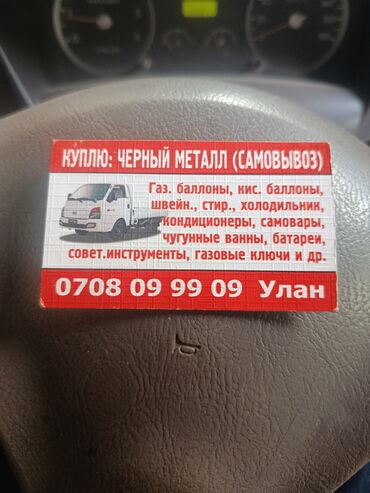 КУПЛЮ: ЧЕРНЫЙ МЕТАЛЛ (САМОВЫВОЗ)
Газ. баллоны, кис. баллоны,
швейн., стир., холодильник,
кондиционеры, самовары,
чугунные ванны, батареи,
совет.инструменты, газовые ключи и др.
0708 09 99 09 Улан